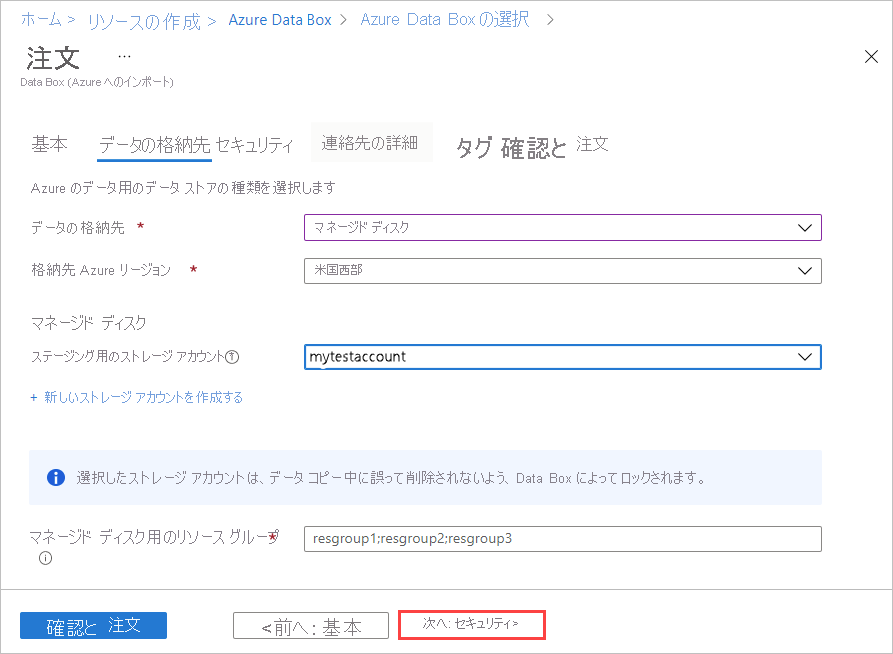 ホーム > リソースの作成 > Azure Data Box > Azure Data Boxの選択 >
注文 ...
Data Box (Azureへのインポート)
基本 データの格納先 セキュリティ 連絡先の詳細 タグ 確認と 注文
Azure のデータ用のデータ ストアの種類を選択します
データの格納先 * マネージド ディスク
格納先 Azure リージョン * 米国西部
マネージド ディスク
ステージング用のストレージ アカウント mytestaccount
+ 新しいストレージ アカウントを作成する
選択したストレージ アカウントは、データ コピー中に誤って削除されないよう、Data Box によってロックされます。
マネージド ディスク用のリソース グループ * resgroup1;resgroup2;resgroup3
確認と 注文 <前へ: 基本 次へ: セキュリティ>